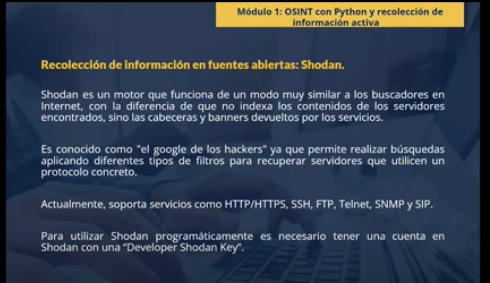 Módulo 1: OSINT con Python y recolección de
información activa
Recolección de información en fuentes abiertas: Shodan.
Shodan es un motor que funciona de un modo muy similar a los buscadores en
Internet, con la diferencia de que no indexa los contenidos de los servidores
encontrados, sino las cabeceras y banners devueltos por los servicios.
Es conocido como "el google de los hackers" ya que permite realizar búsquedas
aplicando diferentes tipos de filtros para recuperar servidores que utilicen un
protocolo concreto.
Actualmente, soporta servicios como HTTP/HTTPS, SSH, FTP, Telnet, SNMP y SIP.
Para utilizar Shodan programáticamente es necesario tener una cuenta en
Shodan con una “Developer Shodan Key”.